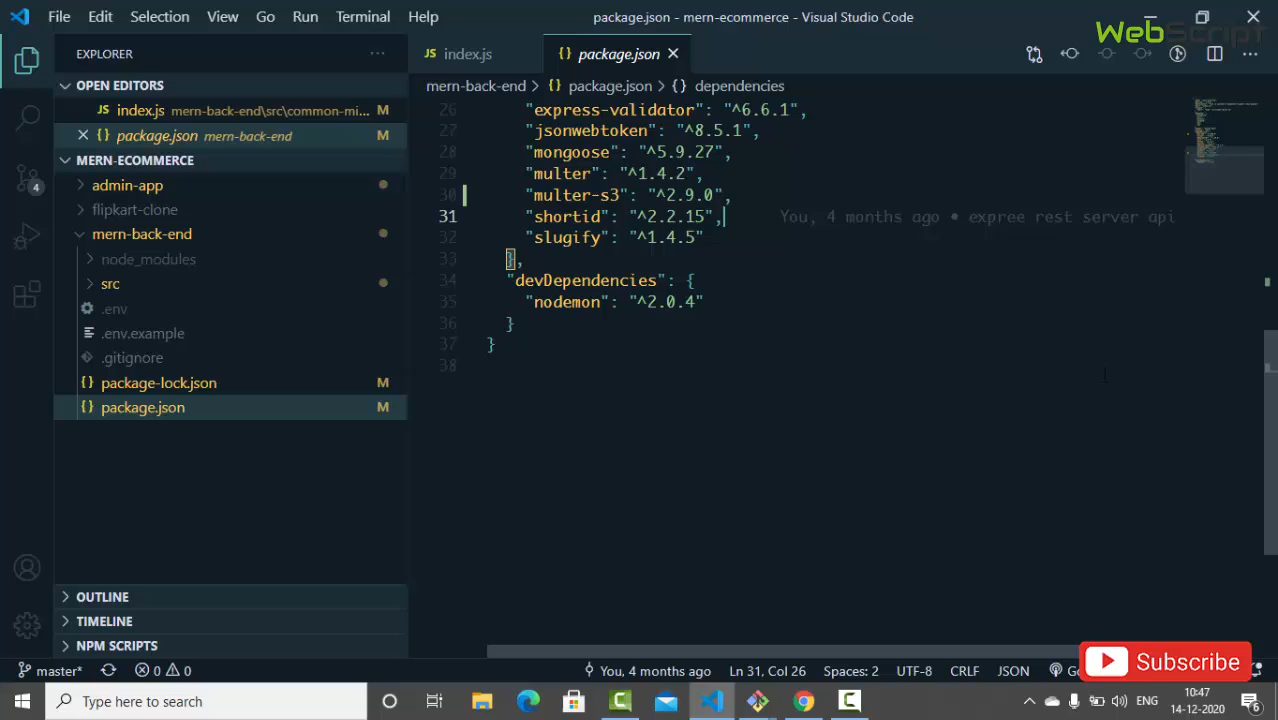 File Edit Selection View Go Run Terminal Help package.json - mern-ecommerce - Visual Studio Code
WebScript
EXPLORER
JS index.js {} package.json
mern-back-end > {} package.json > {} dependencies
OPEN EDITORS
JS index.js mern-back-end\src\common-mi... M
{} package.json mern-back-end M
MERN-ECOMMERCE
admin-app
flipkart-clone
mern-back-end
node_modules
src
.env
.env.example
.gitignore
{} package-lock.json M
{} package.json M
4
OUTLINE
TIMELINE
NPM SCRIPTS
26 "express-validator": "^6.6.1",
27 "jsonwebtoken": "^8.5.1",
28 "mongoose": "^5.9.27",
29 "multer": "^1.4.2",
30 "multer-s3": "^2.9.0",
31 "shortid": "^2.2.15", You, 4 months ago • expree rest server api
32 "slugify": "^1.4.5"
33 },
34 "devDependencies": {
35 "nodemon": "^2.0.4"
36 }
37 }
38
Subscribe
master* 0 0 You, 4 months ago Ln 31, Col 26 Spaces: 2 UTF-8 CRLF JSON
Type here to search
ENG 10:47
14-12-2020 6